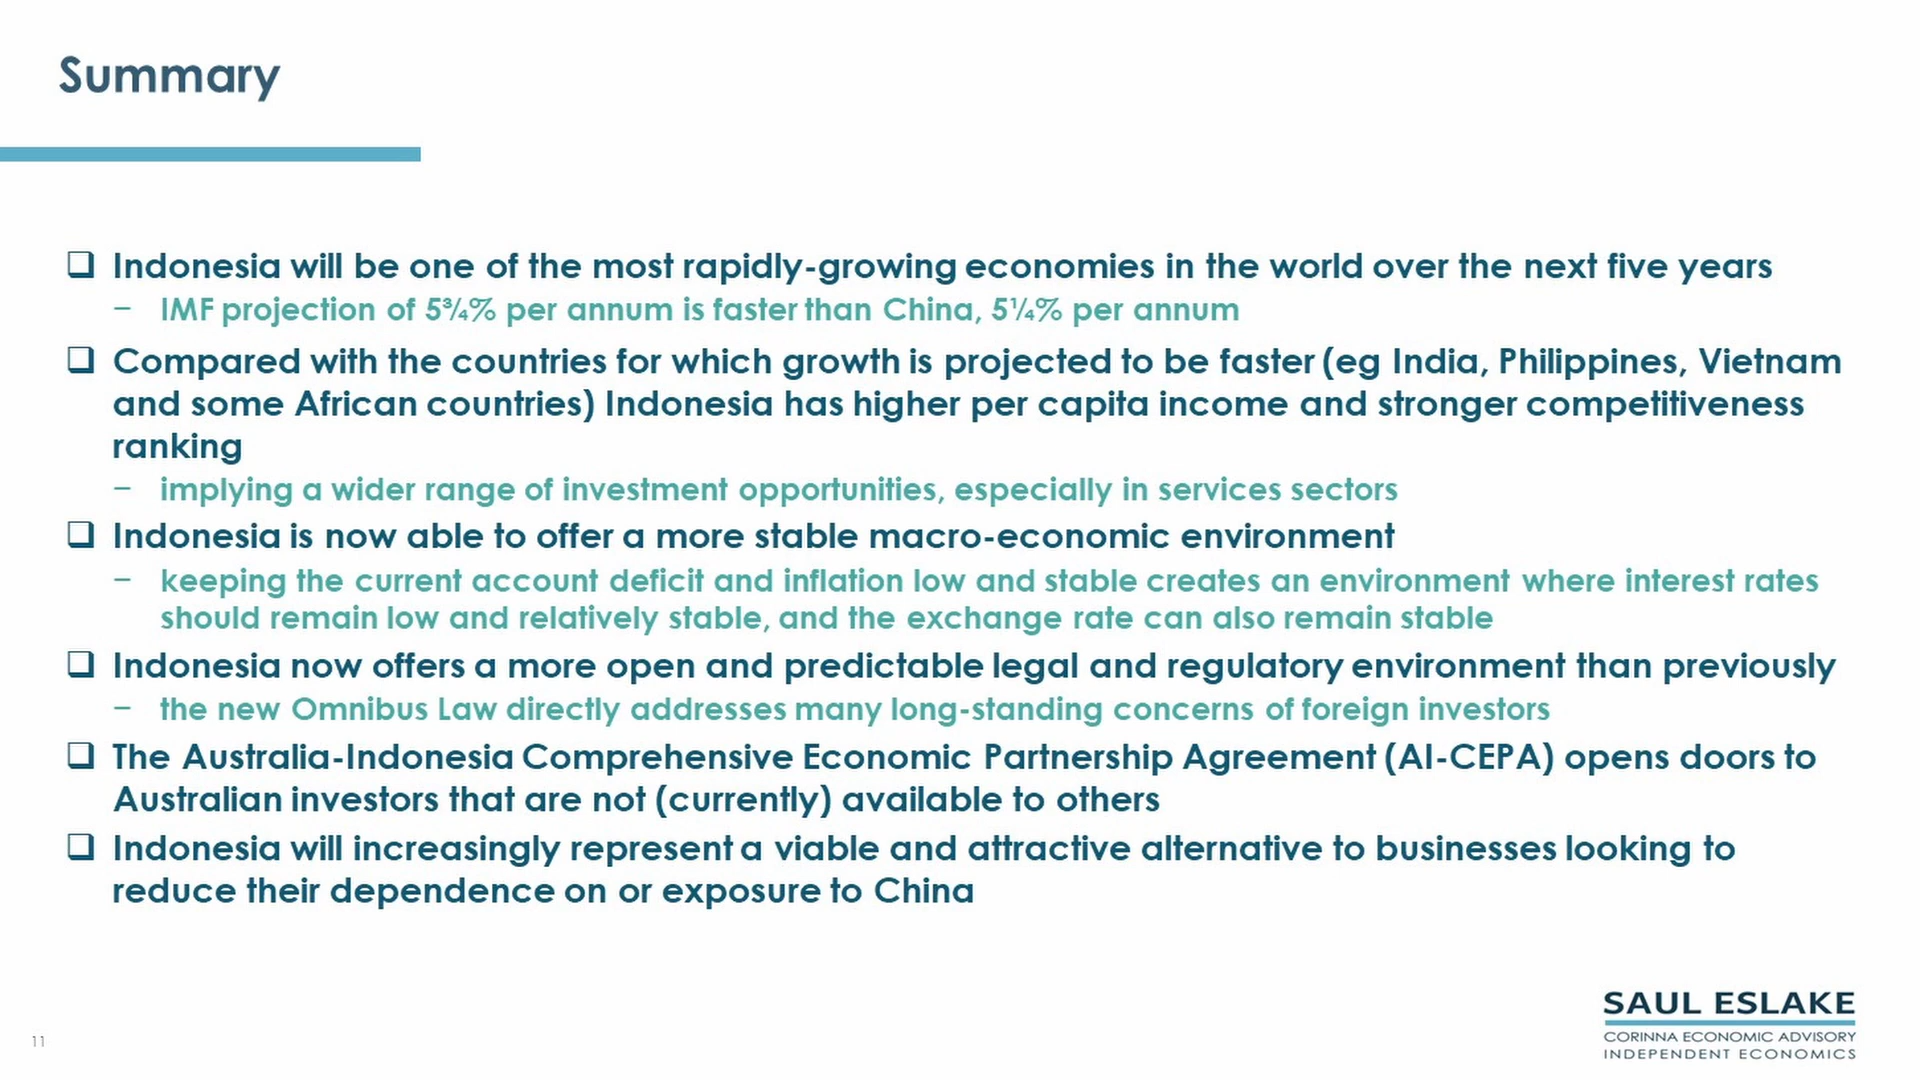 Summary
❑ Indonesia will be one of the most rapidly-growing economies in the world over the next five years
– IMF projection of 5¾% per annum is faster than China, 5¼% per annum
❑ Compared with the countries for which growth is projected to be faster (eg India, Philippines, Vietnam
and some African countries) Indonesia has higher per capita income and stronger competitiveness
ranking
– implying a wider range of investment opportunities, especially in services sectors
❑ Indonesia is now able to offer a more stable macro-economic environment
– keeping the current account deficit and inflation low and stable creates an environment where interest rates
should remain low and relatively stable, and the exchange rate can also remain stable
❑ Indonesia now offers a more open and predictable legal and regulatory environment than previously
– the new Omnibus Law directly addresses many long-standing concerns of foreign investors
❑ The Australia-Indonesia Comprehensive Economic Partnership Agreement (AI-CEPA) opens doors to
Australian investors that are not (currently) available to others
❑ Indonesia will increasingly represent a viable and attractive alternative to businesses looking to
reduce their dependence on or exposure to China
11
SAUL ESLAKE
CORINNA ECONOMIC ADVISORY
INDEPENDENT ECONOMICS